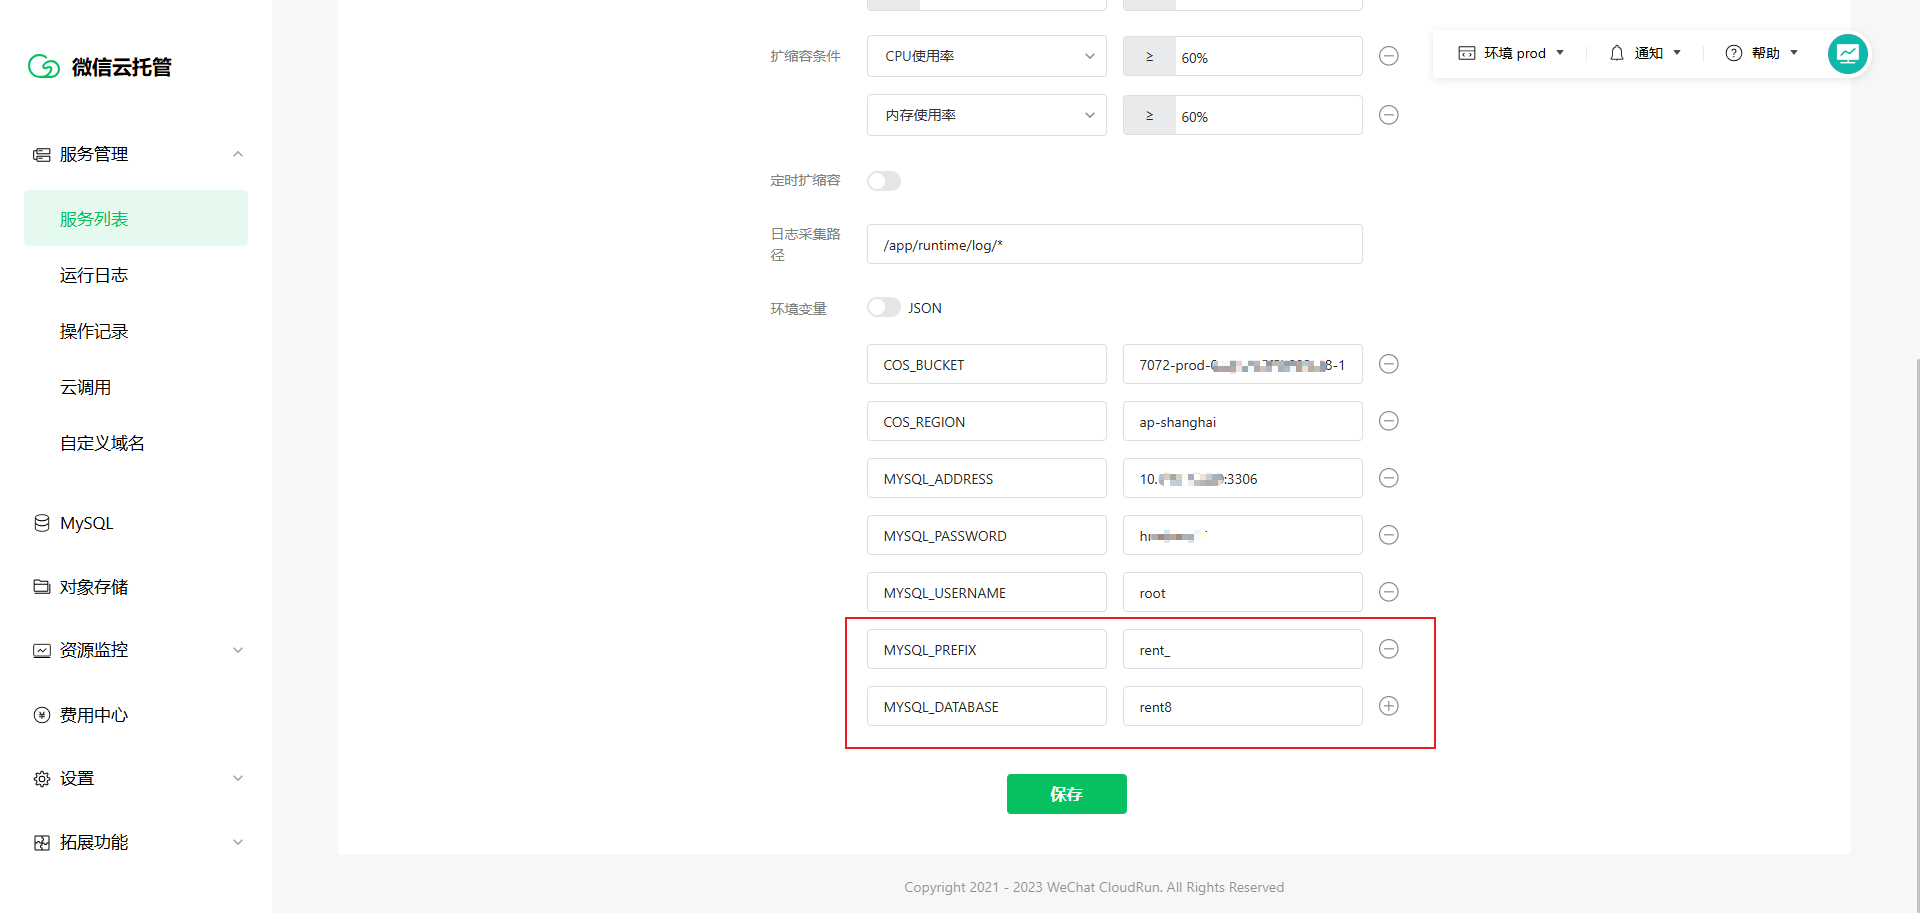 微信云托管
服务管理
服务列表
运行日志
操作记录
云调用
自定义域名
MySQL
对象存储
资源监控
费用中心
设置
拓展功能
环境 prod
通知
帮助
扩缩容条件
CPU使用率
≥
60%
内存使用率
≥
60%
定时扩缩容
日志采集路
径
/app/runtime/log/*
环境变量
JSON
COS_BUCKET
7072-prod- 8-1
COS_REGION
ap-shanghai
MYSQL_ADDRESS
10. :3306
MYSQL_PASSWORD
MYSQL_USERNAME
root
MYSQL_PREFIX
rent_
MYSQL_DATABASE
rent8
保存
Copyright 2021 - 2023 WeChat CloudRun. All Rights Reserved